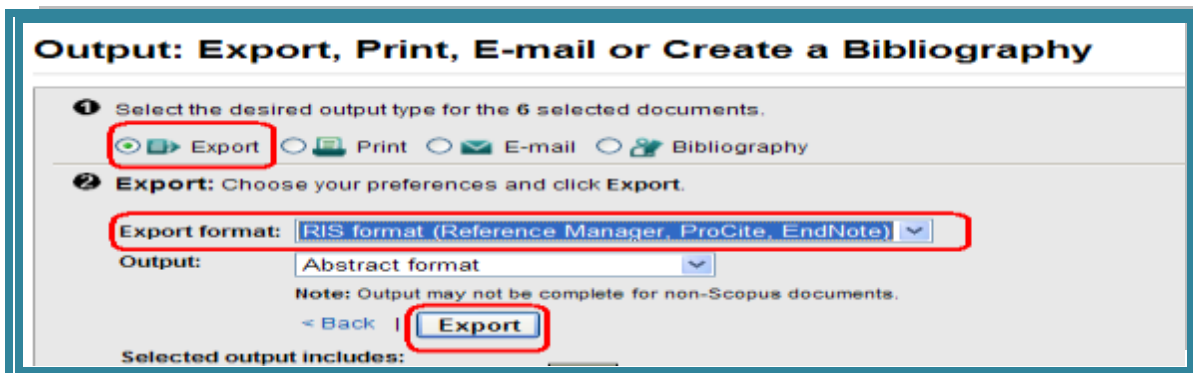 Output: Export, Print, E-mail or Create a Bibliography
1 Select the desired output type for the 6 selected documents.
Export Print E-mail Bibliography
2 Export: Choose your preferences and click Export.
Export format: RIS format (Reference Manager, ProCite, EndNote)
Output: Abstract format
Note: Output may not be complete for non-Scopus documents.
< Back | Export
Selected output includes: